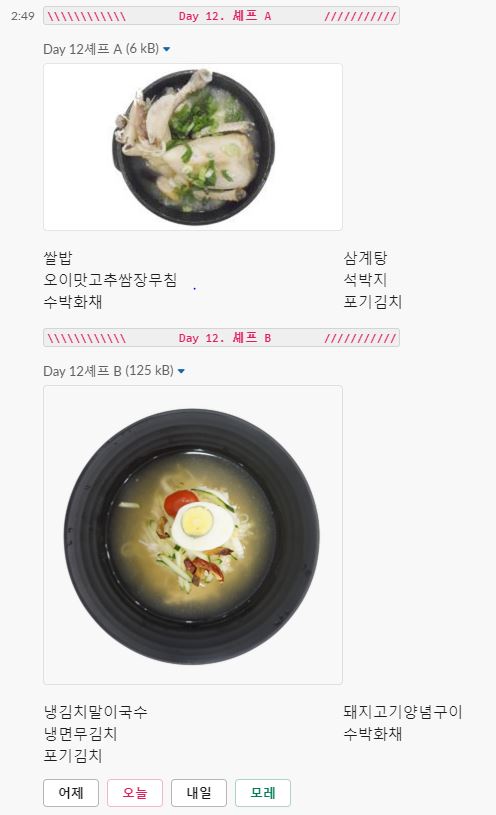 2:49 \\\\\\\\\\\\ Day 12. 셰프 A ///////////
Day 12셰프 A (6 kB)
쌀밥 삼계탕
오이맛고추쌈장무침 석박지
수박화채 포기김치
\\\\\\\\\\\\ Day 12. 셰프 B ///////////
Day 12셰프 B (125 kB)
냉김치말이국수 돼지고기양념구이
냉면무김치 수박화채
포기김치
어제 오늘 내일 모레